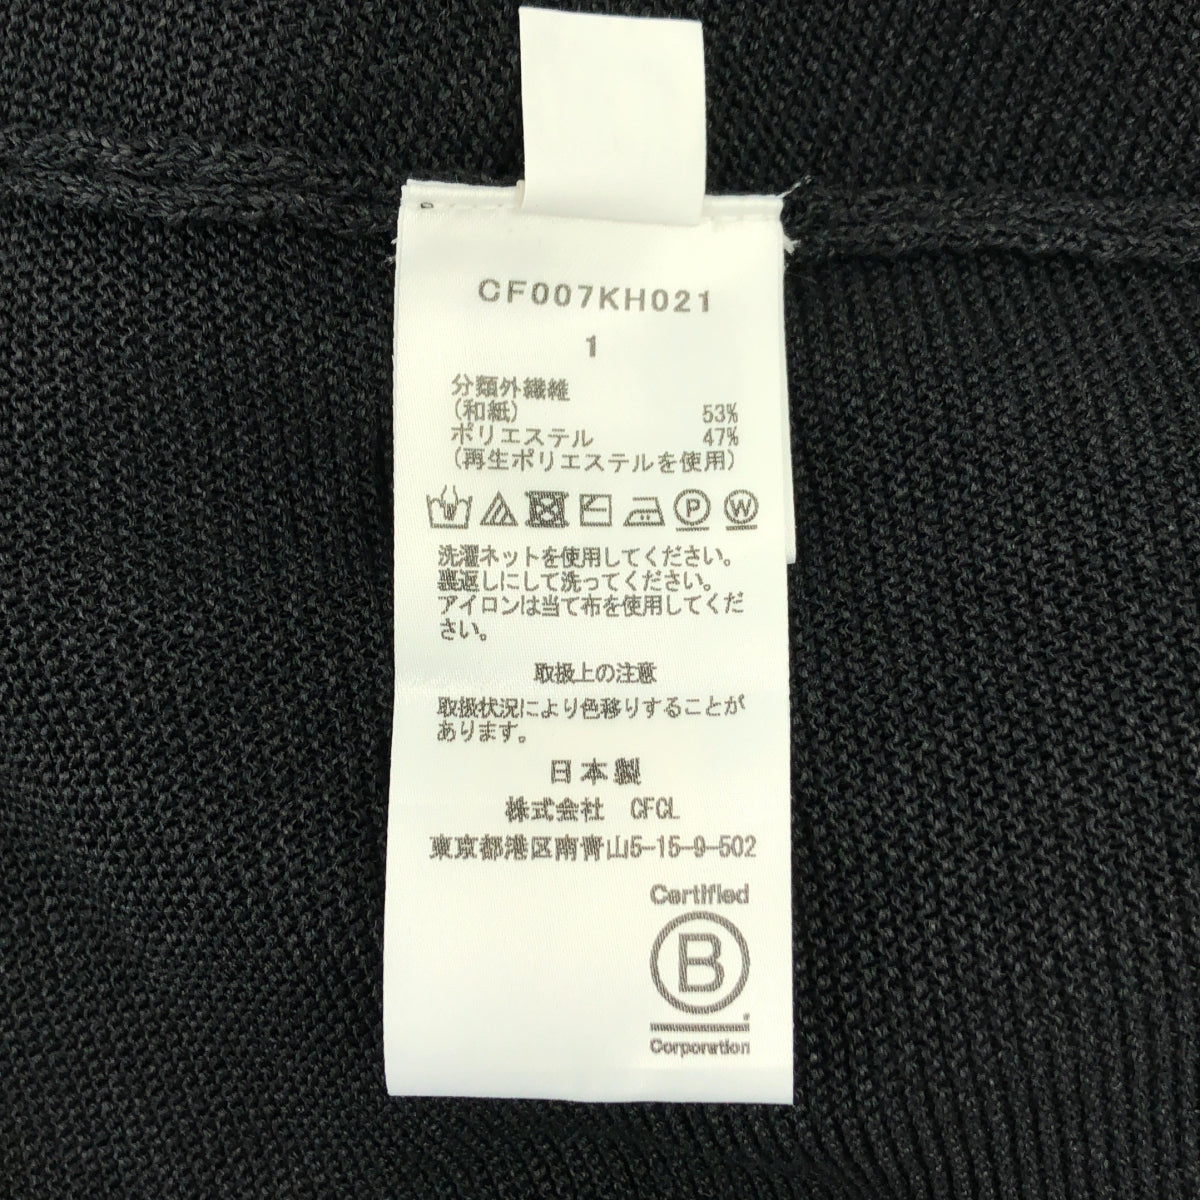 CF007KH021
1
分類外繊維
(和紙) 53%
ポリエステル 47%
(再生ポリエステルを使用)
P W
洗濯ネットを使用してください。
裏返しにして洗ってください。
アイロンは当て布を使用してくだ
さい。
取扱上の注意
取扱状況により色移りすることが
あります。
日本製
株式会社 CFCL
東京都港区南青山5-15-9-502
Certified
B
Corporation